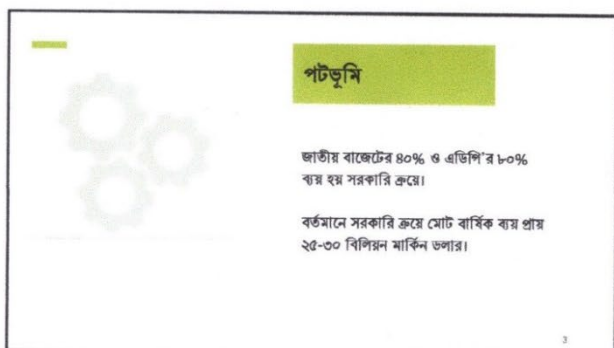 পটভূমি
জাতীয় বাজেটের ৪০% ও এডিপি'র ৮০%
ব্যয় হয় সরকারি ক্রয়ে।
বর্তমানে সরকারি ক্রয়ে মোট বার্ষিক ব্যয় প্রায়
২৫-৩০ বিলিয়ন মার্কিন ডলার।
3